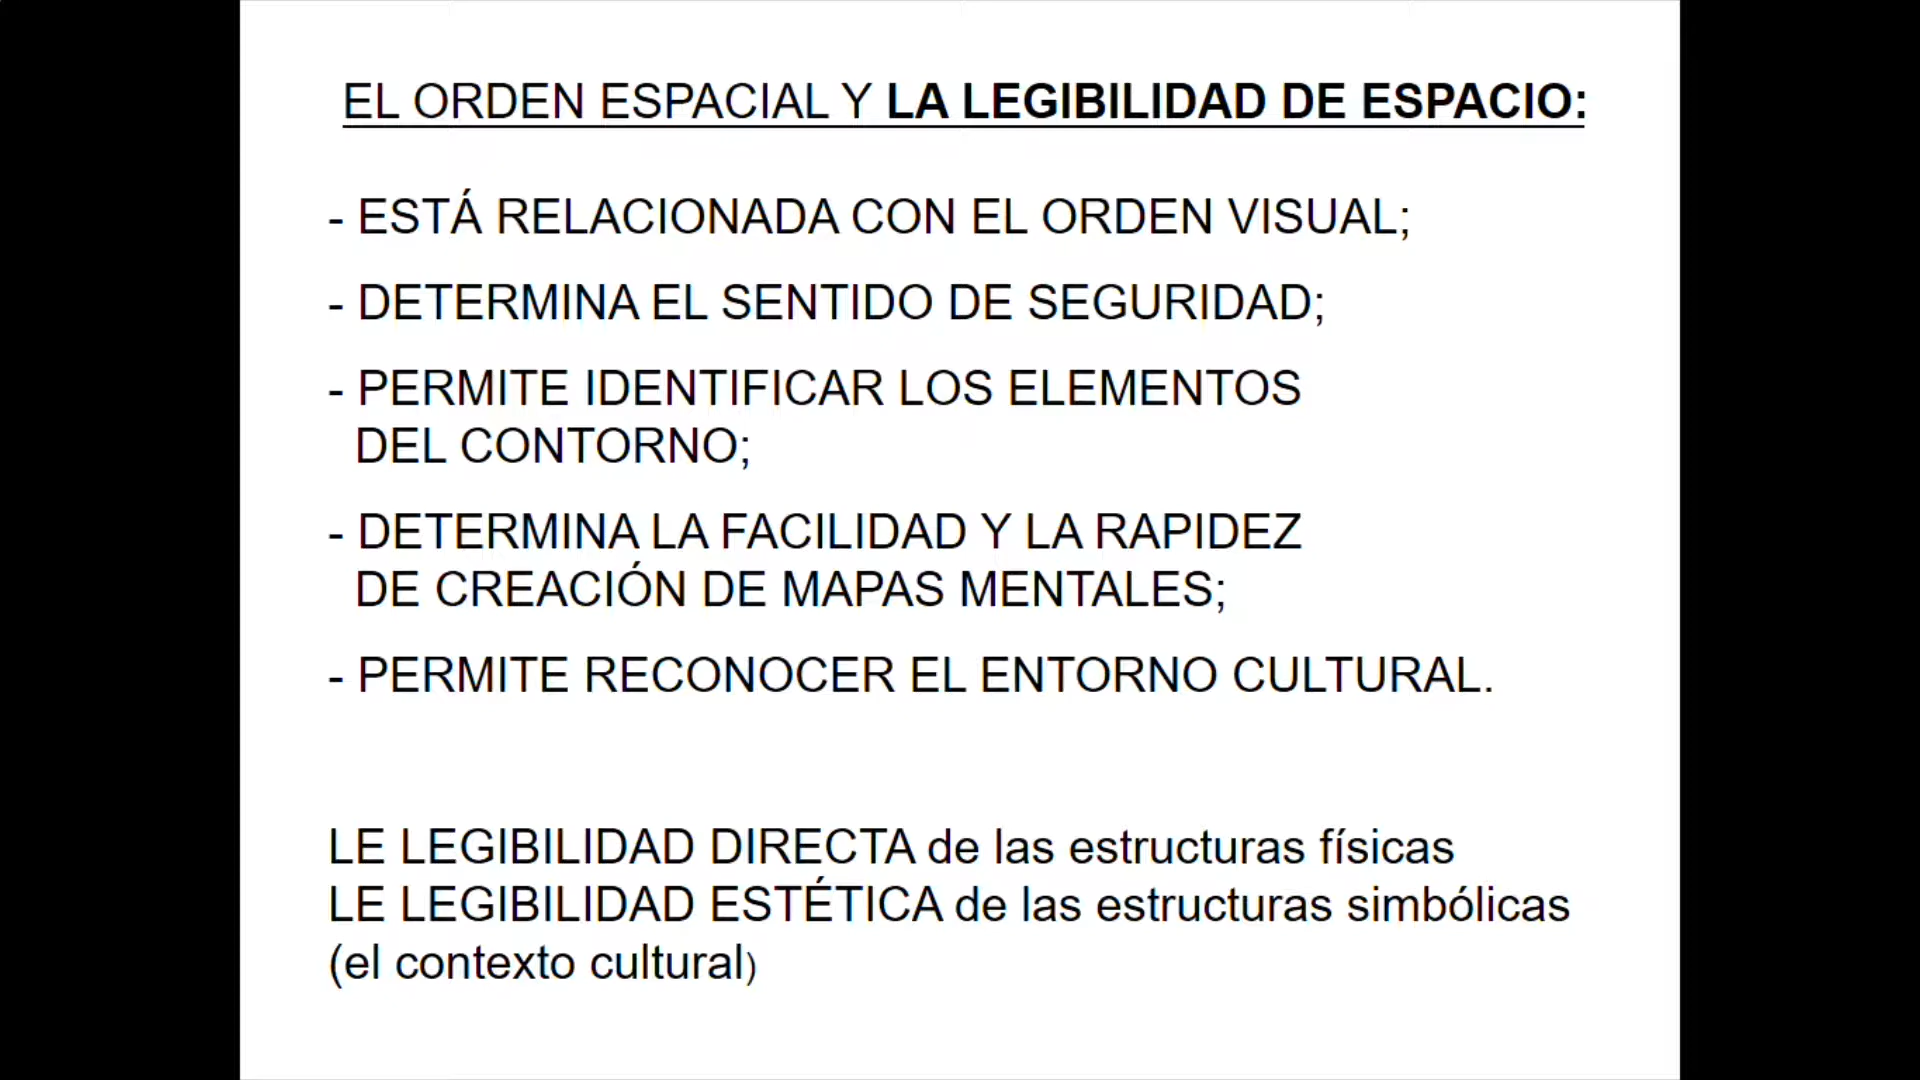 EL ORDEN ESPACIAL Y LA LEGIBILIDAD DE ESPACIO:
- ESTÁ RELACIONADA CON EL ORDEN VISUAL;
- DETERMINA EL SENTIDO DE SEGURIDAD;
- PERMITE IDENTIFICAR LOS ELEMENTOS
DEL CONTORNO;
- DETERMINA LA FACILIDAD Y LA RAPIDEZ
DE CREACIÓN DE MAPAS MENTALES;
- PERMITE RECONOCER EL ENTORNO CULTURAL.
LE LEGIBILIDAD DIRECTA de las estructuras físicas
LE LEGIBILIDAD ESTÉTICA de las estructuras simbólicas
(el contexto cultural)